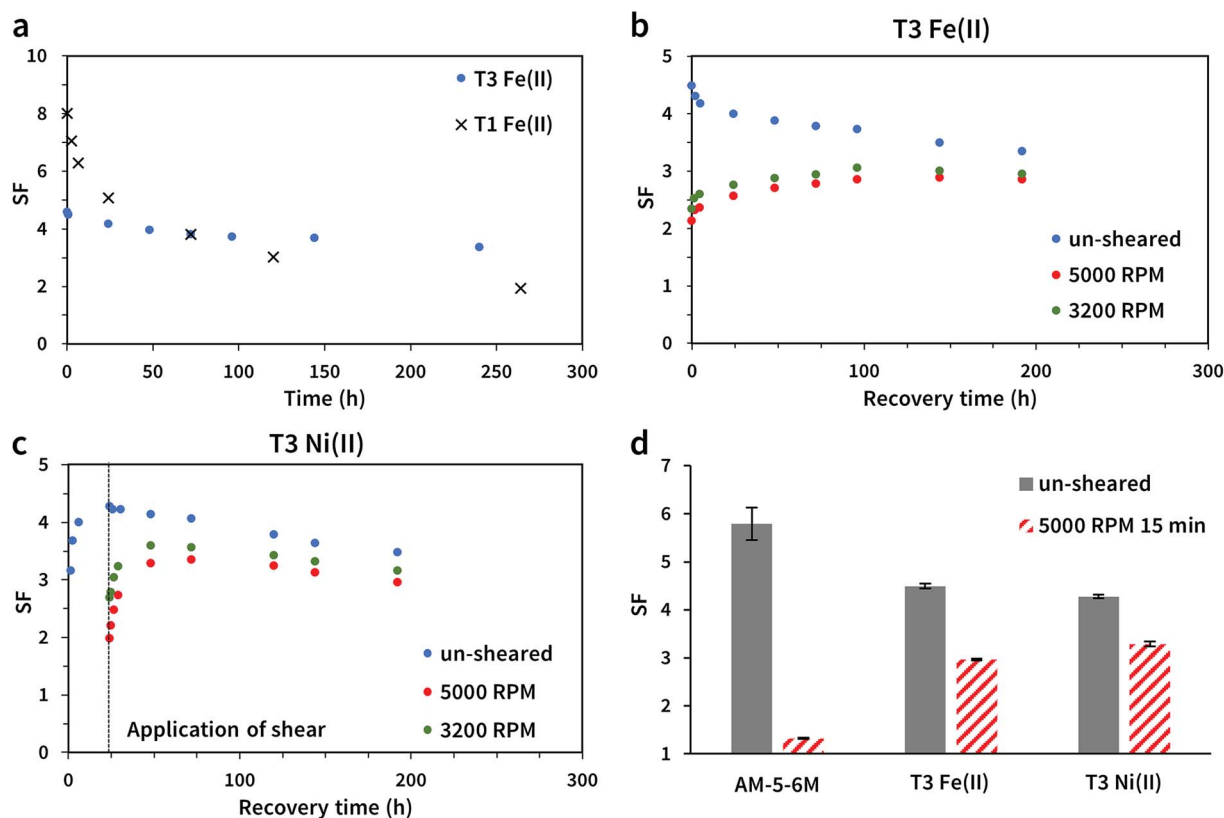 a
10
8
6
4
2
0
SF
0 50 100 150 200 250 300
Time (h)
T3 Fe(II)
T1 Fe(II)
b
T3 Fe(II)
5
4
3
2
1
0
SF
0 100 200 300
Recovery time (h)
un-sheared
5000 RPM
3200 RPM
c
T3 Ni(II)
5
4
3
2
1
0
SF
0 100 200 300
Recovery time (h)
un-sheared
5000 RPM
3200 RPM
Application of shear
d
7
6
5
4
3
2
1
SF
un-sheared
5000 RPM 15 min
AM-5-6M T3 Fe(II) T3 Ni(II)